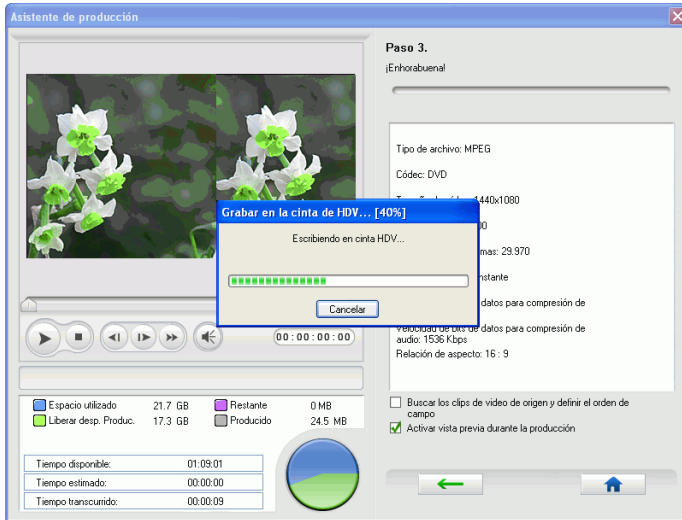 Asistente de producción
Paso 3.
¡Enhorabuena!
Tipo de archivo: MPEG
Códec: DVD
1440x1080
Grabar en la cinta de HDV... [40%]
Escribiendo en cinta HDV...
Cancelar
29.970
datos para compresión de
Velocidad de bits de datos para compresión de
audio: 1536 Kbps
Relación de aspecto: 16 : 9
00:00:00:00
Espacio utilizado 21.7 GB Restante 0 MB
Liberar desp. Produc. 17.3 GB Producido 24.5 MB
Buscar los clips de video de origen y definir el orden de
campo
Activar vista previa durante la producción
Tiempo disponible: 01:09:01
Tiempo estimado: 00:00:00
Tiempo transcurrido: 00:00:09